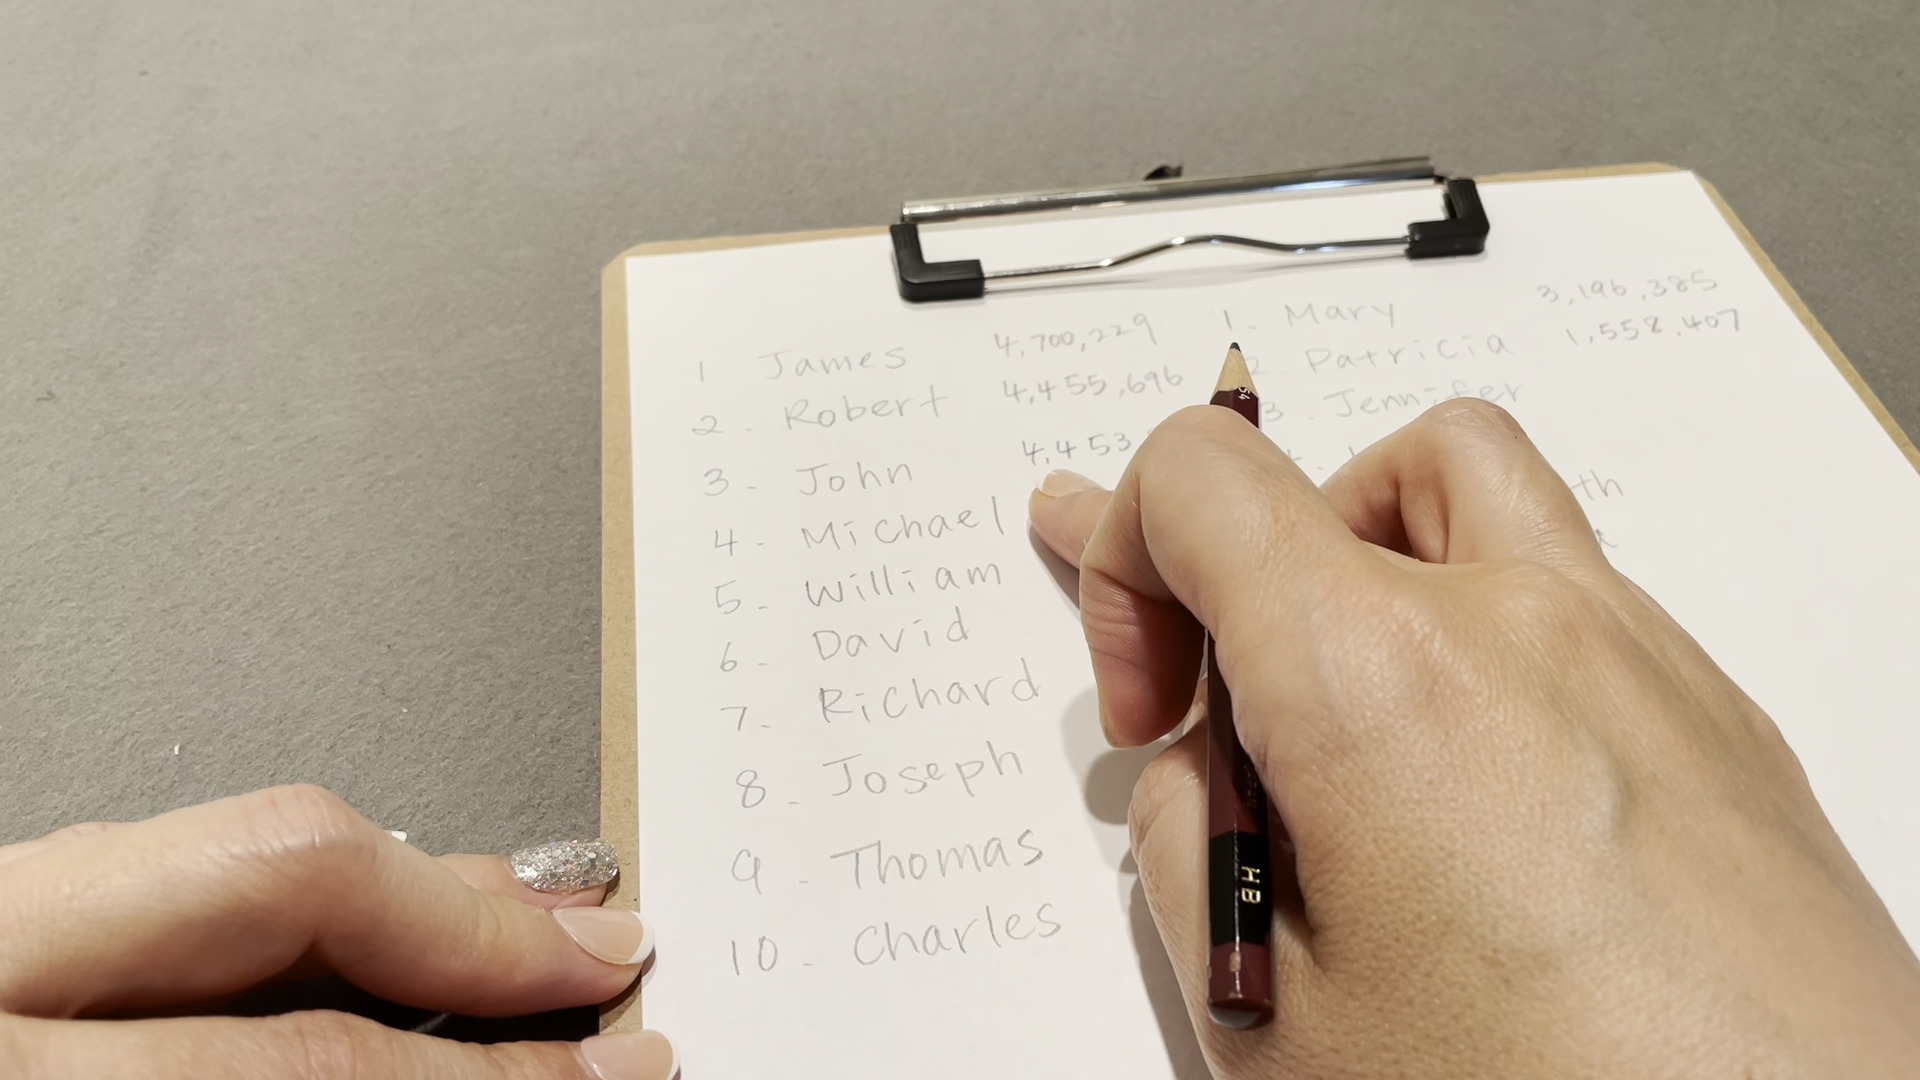 1 James 4,700,229 1. Mary 3,196,385
2. Robert 4,455,696 2. Patricia 1,558,407
3. John 4,453 3. Jennifer
4. Michael
5. William
6. David
7. Richard
8. Joseph
9. Thomas
10. Charles
HB